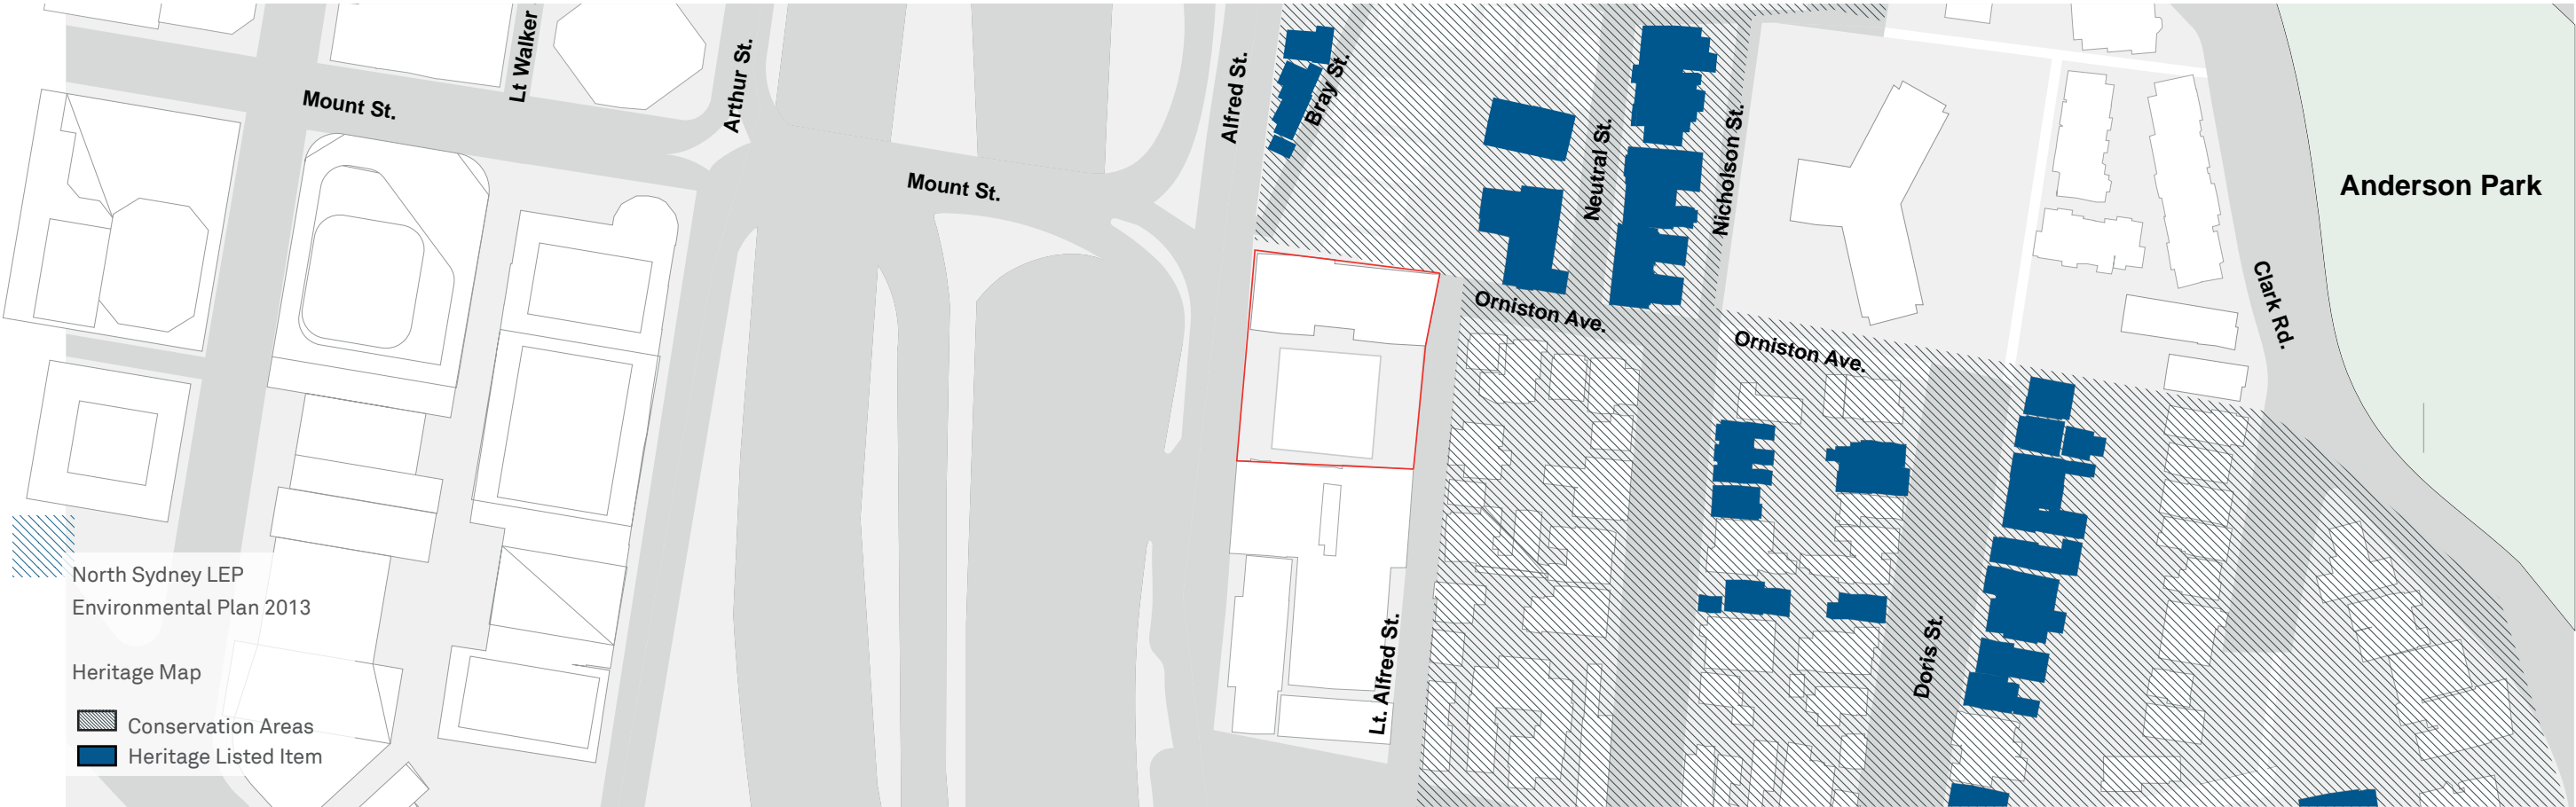 Lt Walker
Mount St.
Arthur St.
Mount St.
Alfred St.
Bray St.
Neutral St.
Nicholson St.
Anderson Park
Clark Rd.
Orniston Ave.
Orniston Ave.
Lt. Alfred St.
Doris St.
North Sydney LEP
Environmental Plan 2013
Heritage Map
Conservation Areas
Heritage Listed Item